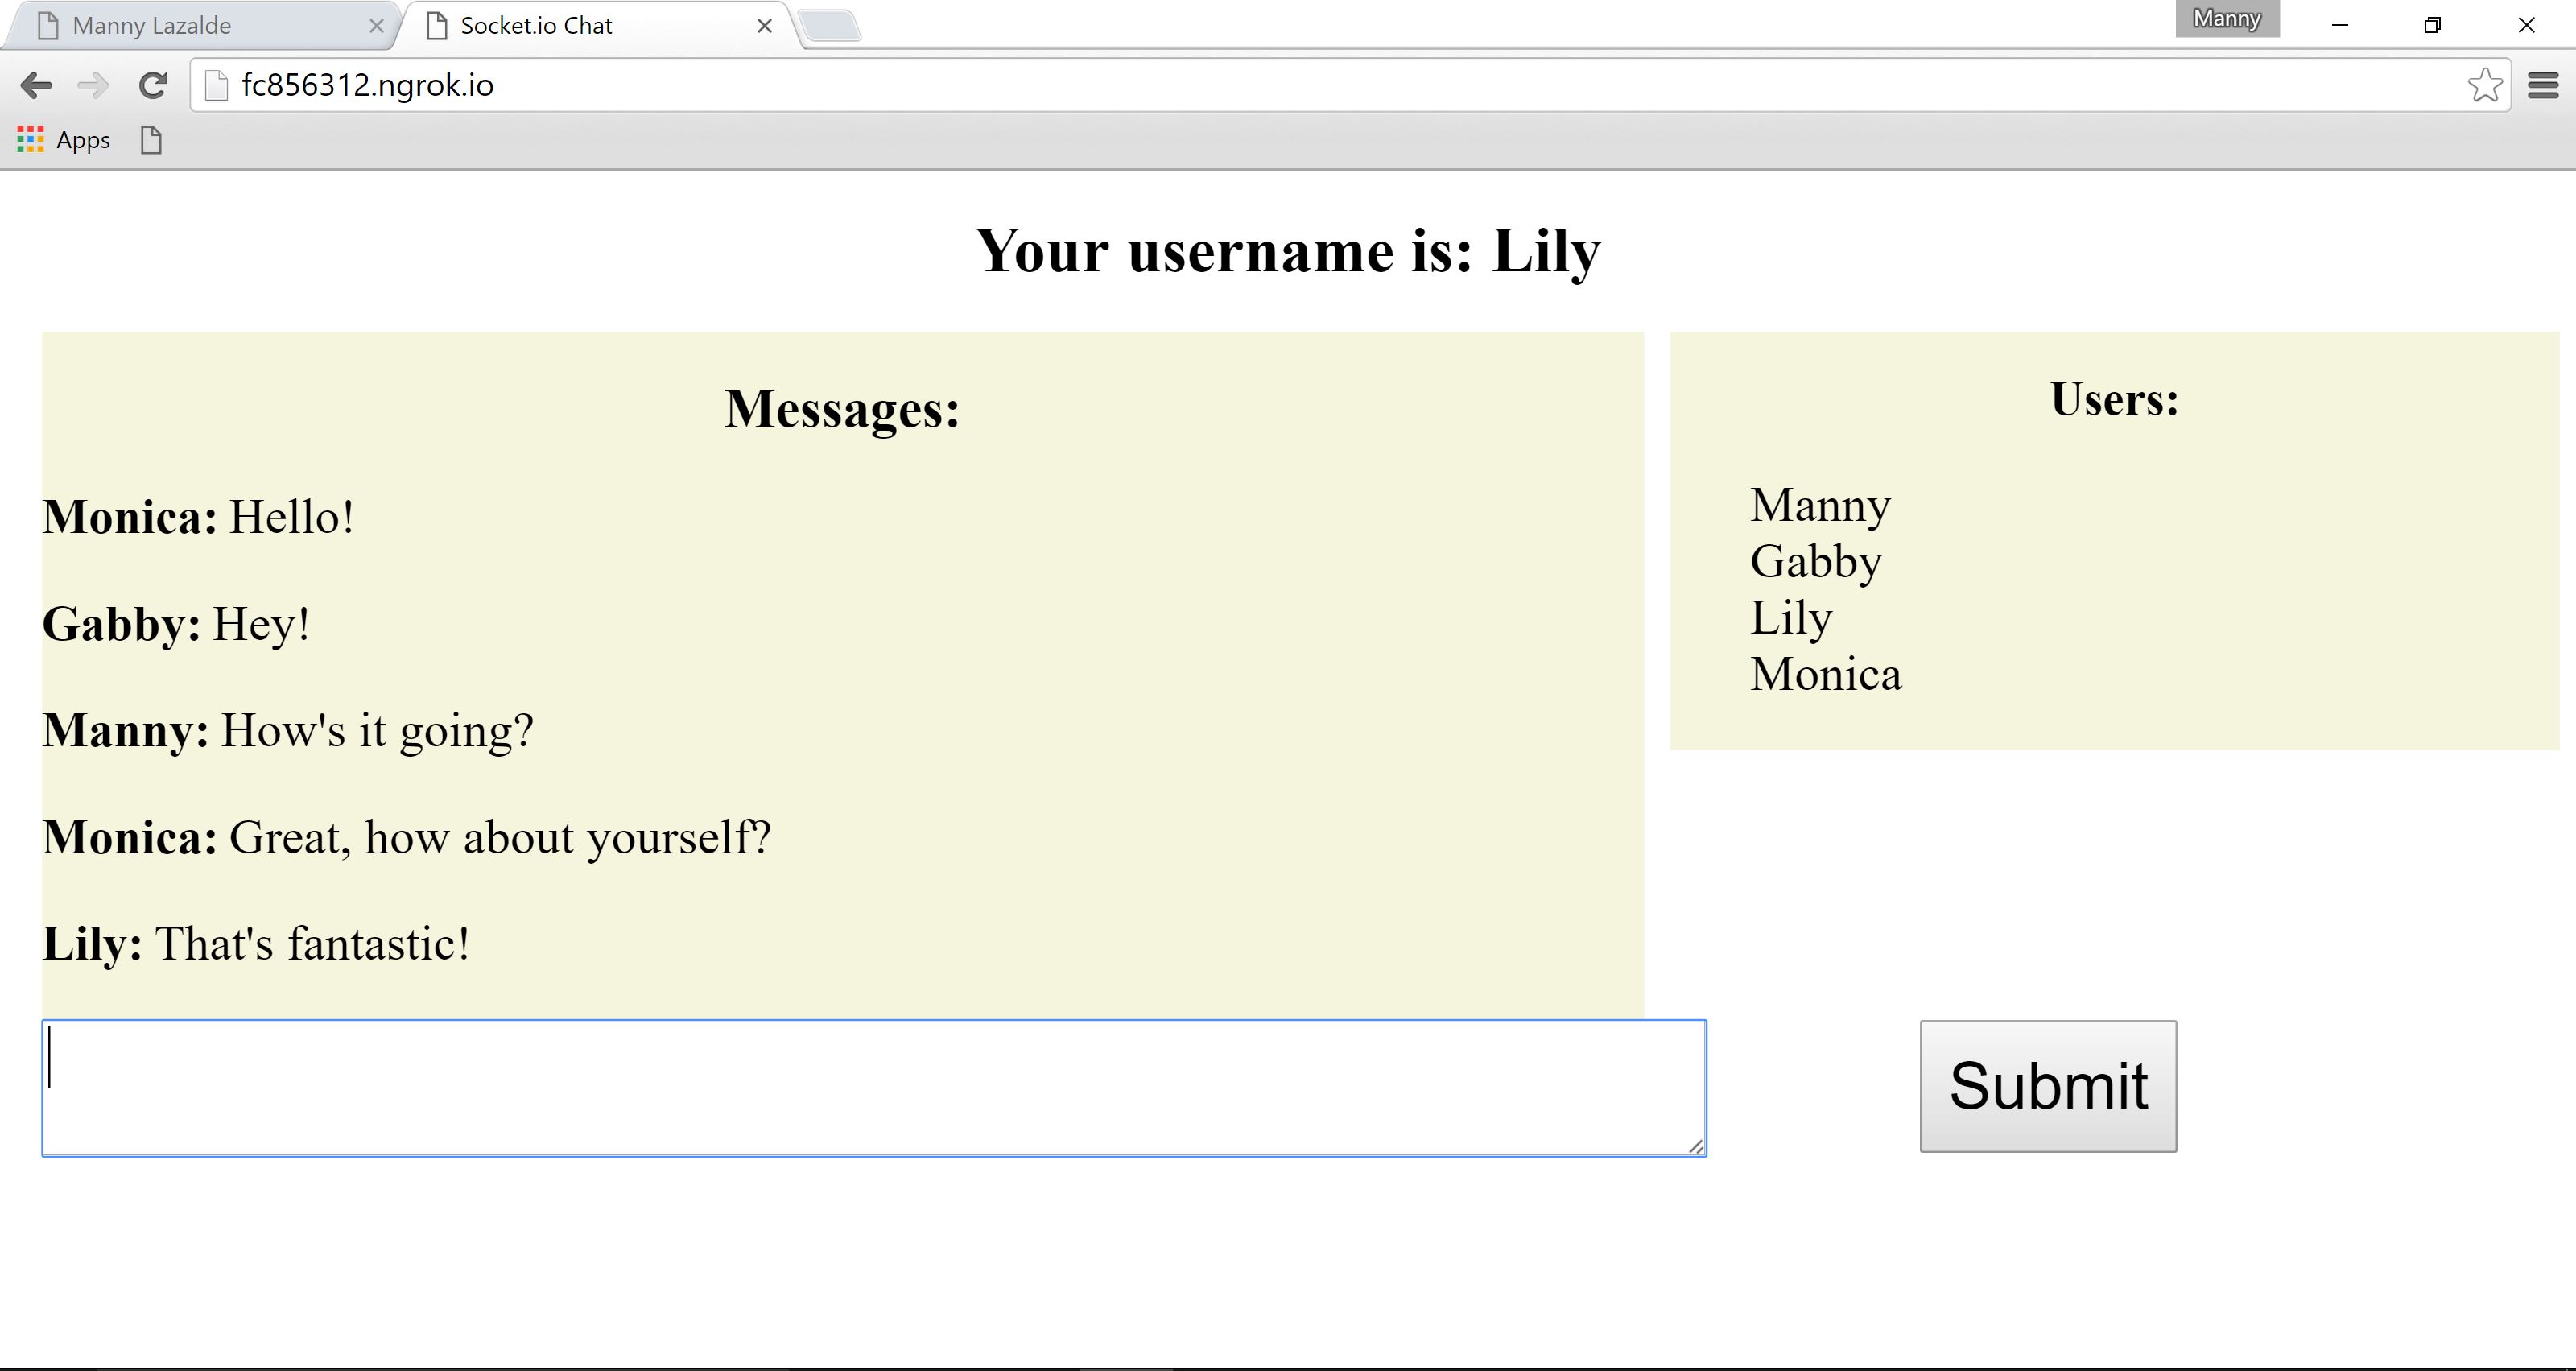 Manny Lazalde
Socket.io Chat
Manny
fc856312.ngrok.io
Apps
Your username is: Lily
Messages:
Monica: Hello!
Gabby: Hey!
Manny: How's it going?
Monica: Great, how about yourself?
Lily: That's fantastic!
Users:
Manny
Gabby
Lily
Monica
Submit